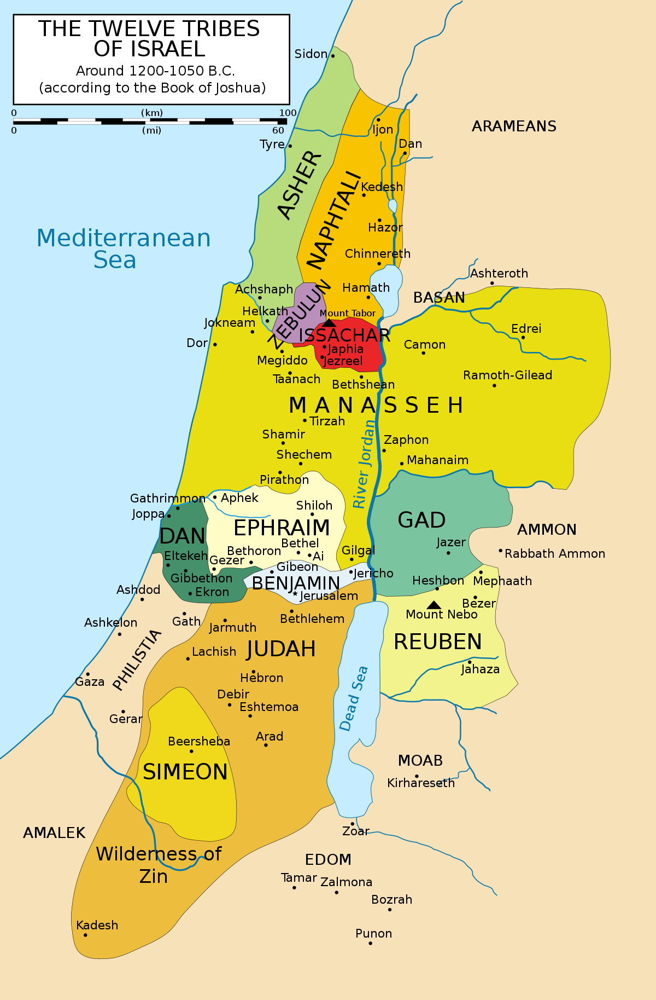 THE TWELVE TRIBES
OF ISRAEL
Around 1200-1050 B.C.
(according to the Book of Joshua)
0 (km) 100
0 (mi) 60
Sidon
Ijon
ARAMEANS
Tyre
Dan
ASHER
NAPHTALI
Kedesh
Hazor
Mediterranean
Sea
Chinnereth
Ashteroth
Achshaph
Hamath
BASAN
Helkath
ZEBULUN
Mount Tabor
Jokneam
ISSACHAR
Edrei
Dor
Japhia
Camon
Megiddo
Jezreel
Taanach
Bethshean
Ramoth-Gilead
MANASSEH
Tirzah
Shamir
Zaphon
Shechem
Mahanaim
River Jordan
Pirathon
Gathrimmon
Aphek
Joppa
Shiloh
DAN
EPHRAIM
GAD
AMMON
Bethel
Jazer
Eltekeh
Bethoron
Ai
Gilgal
Rabbath Ammon
Gezer
Gibeon
Gibbethon
BENJAMIN
Jericho
Heshbon
Mephaath
Ashdod
Ekron
Jerusalem
Bezer
Mount Nebo
Ashkelon
Gath
Jarmuth
Bethlehem
PHILISTIA
Lachish
JUDAH
REUBEN
Jahaza
Gaza
Hebron
Debir
Eshtemoa
Dead Sea
Gerar
Beersheba
Arad
SIMEON
MOAB
Kirhareseth
AMALEK
Zoar
Wilderness of
Zin
EDOM
Tamar
Zalmona
Bozrah
Kadesh
Punon